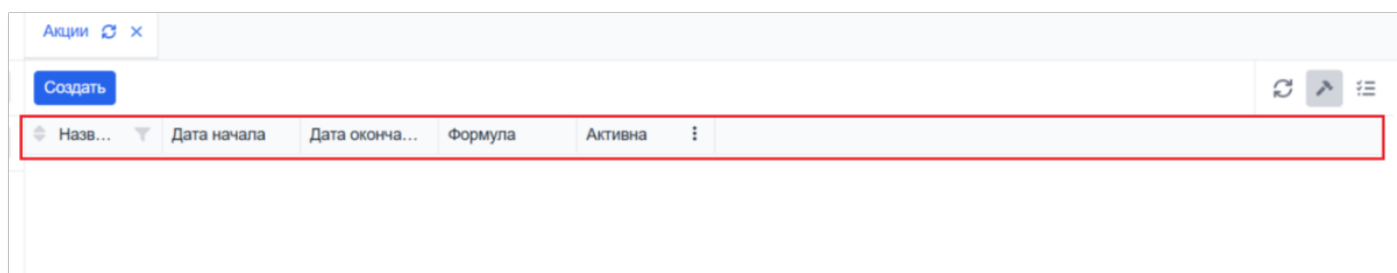 Акции
Создать
Назв... Дата начала Дата оконча... Формула Активна